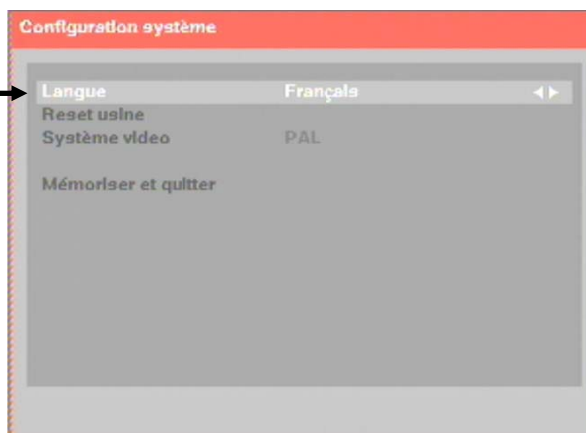 Configuration système
Langue Français
Reset usine
Système video PAL
Mémoriser et quitter